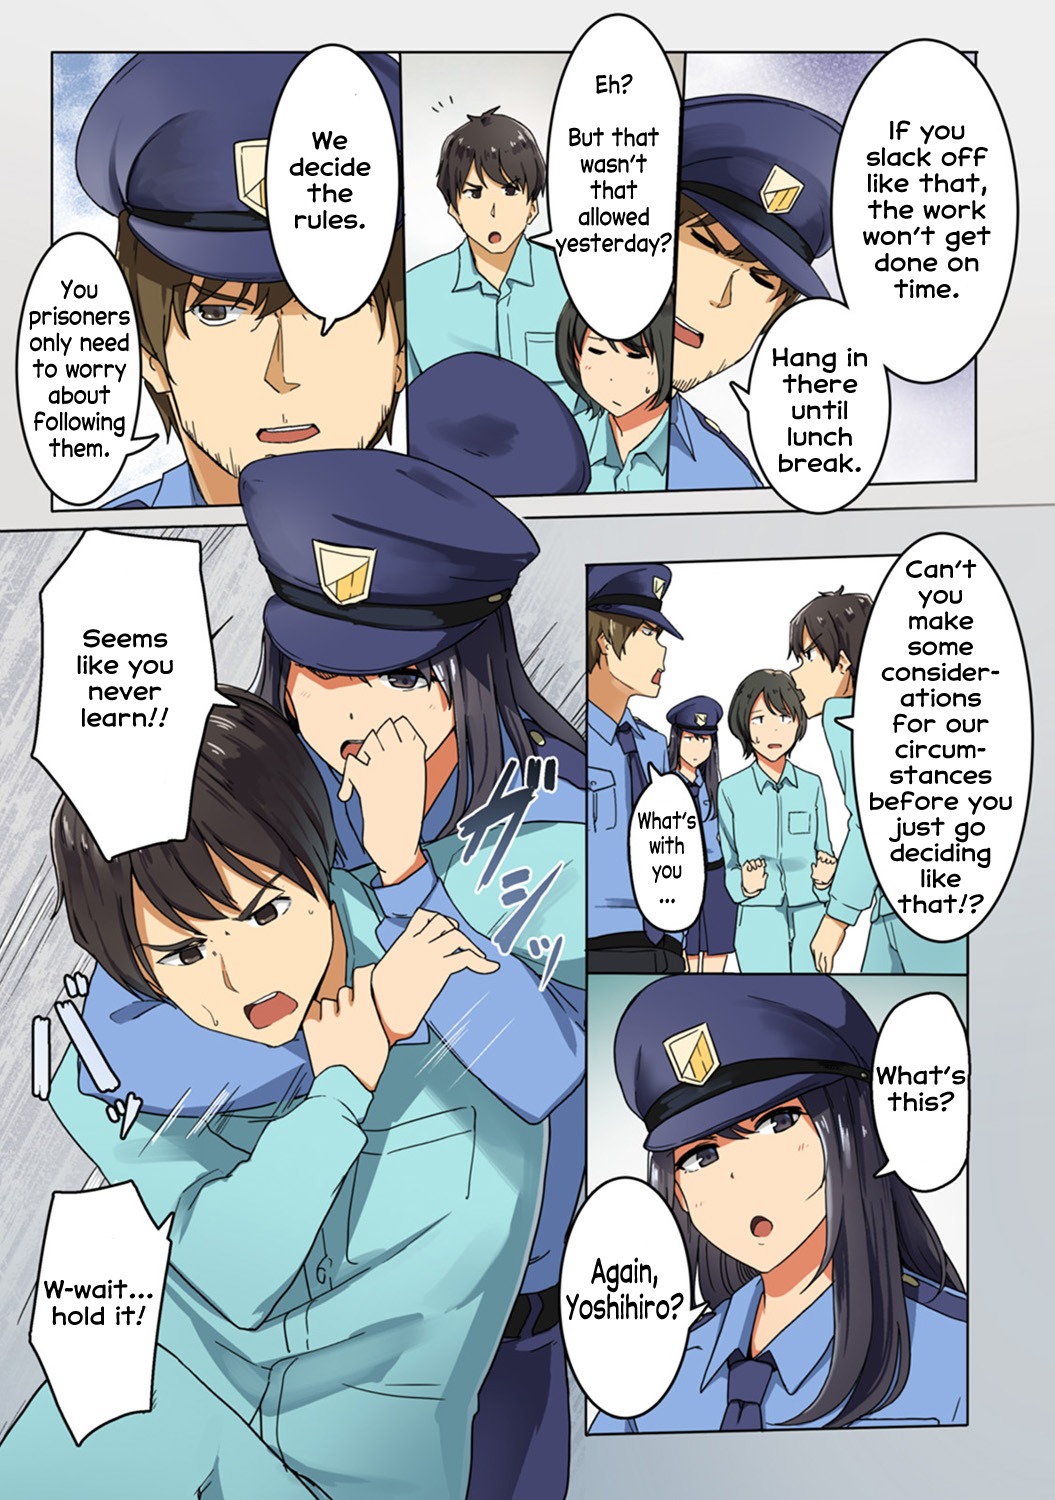 If you
slack off
like that,
the work
won't get
done on
time.
Hang in
there
until
lunch
break.
Eh?
But that
wasn't
that
allowed
yesterday?
We
decide
the
rules.
You
prisoners
only need
to worry
about
following
them.
Can't
you
make
some
consider-
ations
for our
circum-
stances
before you
just go
deciding
like
that!?
What's
with
you
...
What's
this?
Again,
Yoshihiro?
Seems
like you
never
learn!!
ガシッ
W-wait...
hold it!